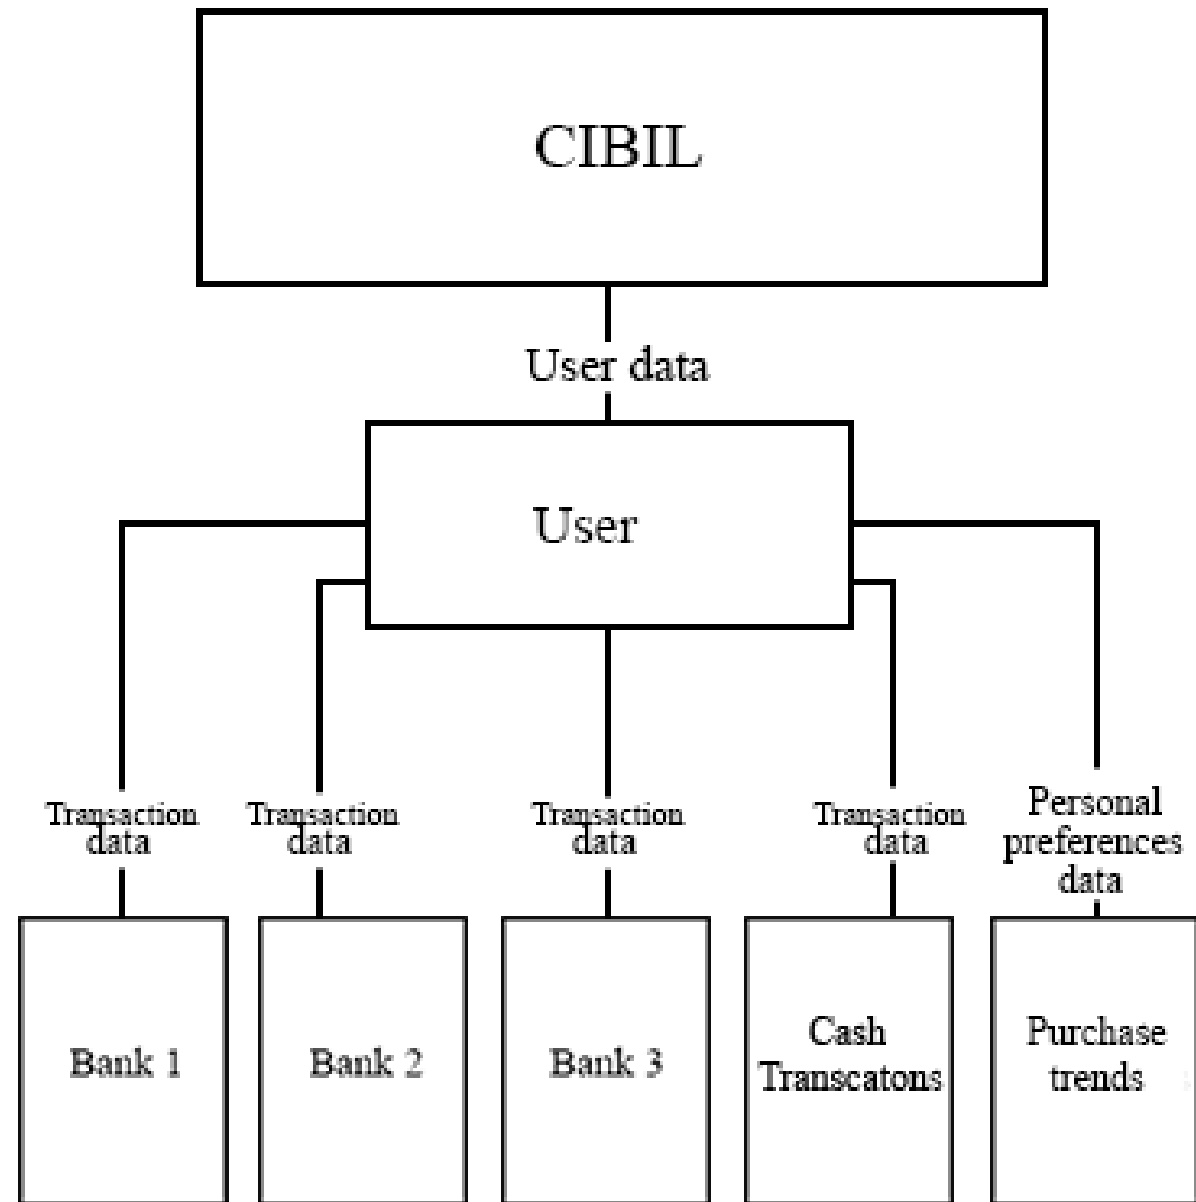 CIBIL
User data
User
Transaction
data
Transaction
data
Transaction
data
Transaction
data
Personal
preferences
data
Bank 1
Bank 2
Bank 3
Cash
Transcatons
Purchase
trends